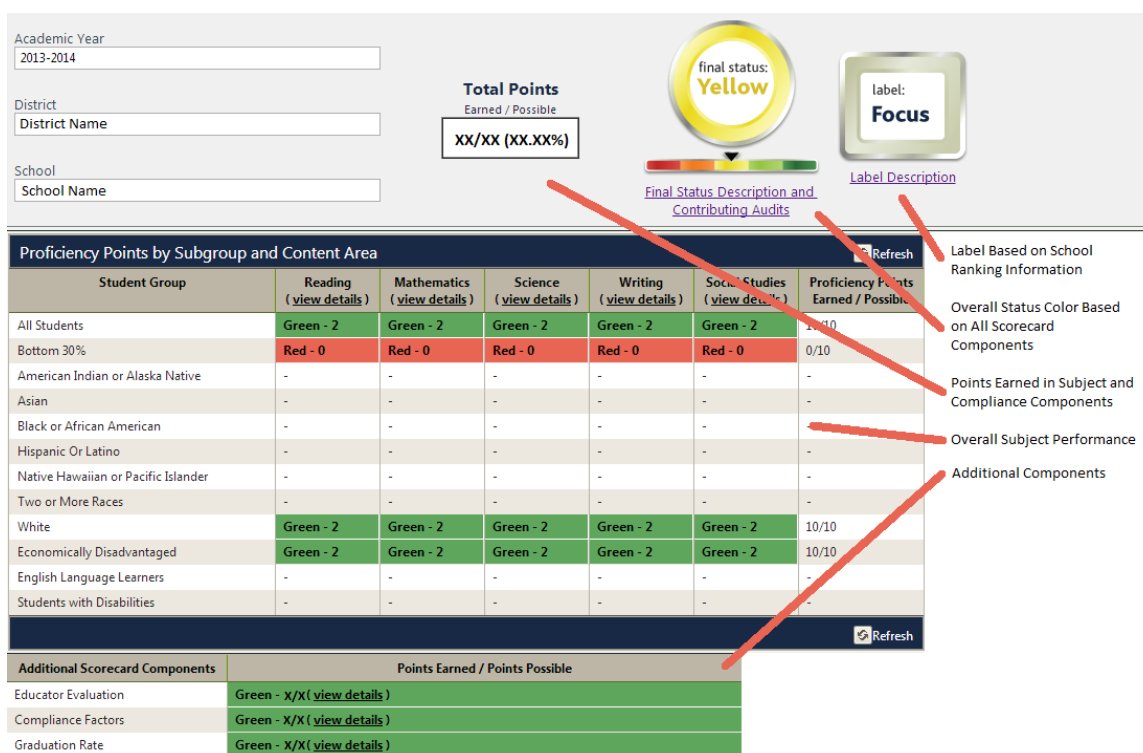 Academic Year
2013-2014
District
District Name
School
School Name
Total Points
Earned / Possible
XX/XX (XX.XX%)
final status:
Yellow
Final Status Description and
Contributing Audits
label:
Focus
Label Description
Label Based on School
Ranking Information
Overall Status Color Based
on All Scorecard
Components
Points Earned in Subject and
Compliance Components
Overall Subject Performance
Additional Components
Proficiency Points by Subgroup and Content Area Refresh
Student Group Reading Mathematics Science Writing Social Studies Proficiency Points
( view details ) ( view details ) ( view details ) ( view details ) ( view details ) Earned / Possible
All Students Green - 2 Green - 2 Green - 2 Green - 2 Green - 2 10/10
Bottom 30% Red - 0 Red - 0 Red - 0 Red - 0 Red - 0 0/10
American Indian or Alaska Native - - - - - -
Asian - - - - - -
Black or African American - - - - - -
Hispanic Or Latino - - - - - -
Native Hawaiian or Pacific Islander - - - - - -
Two or More Races - - - - - -
White Green - 2 Green - 2 Green - 2 Green - 2 Green - 2 10/10
Economically Disadvantaged Green - 2 Green - 2 Green - 2 Green - 2 Green - 2 10/10
English Language Learners - - - - - -
Students with Disabilities - - - - - -
Refresh
Additional Scorecard Components Points Earned / Points Possible
Educator Evaluation Green - X/X( view details )
Compliance Factors Green - X/X( view details )
Graduation Rate Green - X/X( view details )